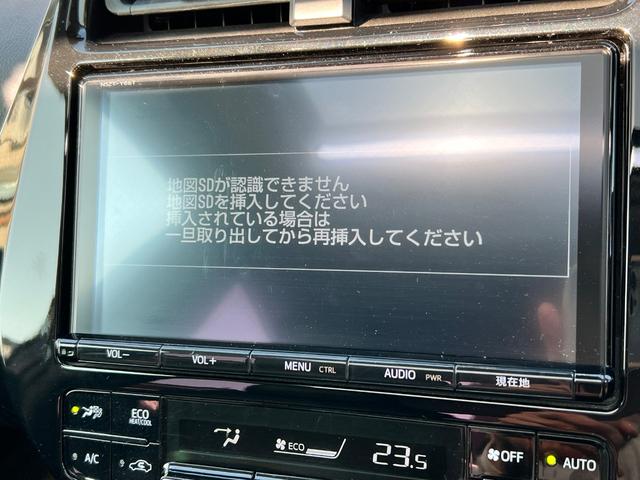 地図SDが認識できません
地図SDを挿入してください
挿入されている場合は
一旦取り出してから再挿入してください
VOL−
VOL+
MENU CTRL
AUDIO PWR
現在地
ECO
HEAT/COOL
A/C
ECO
23.5
OFF
AUTO